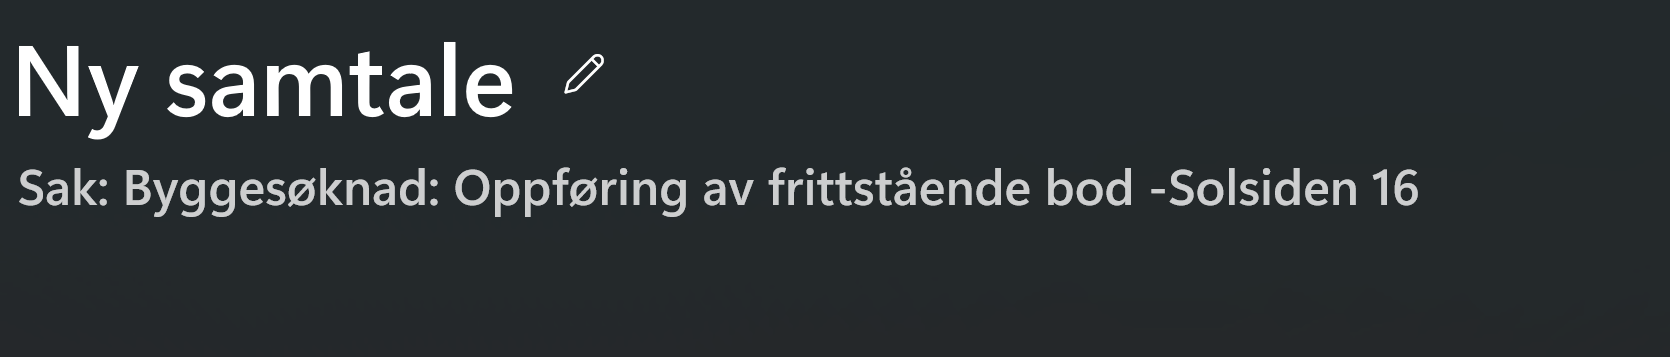 Ny samtale
Sak: Byggesøknad: Oppføring av frittstående bod -Solsiden 16